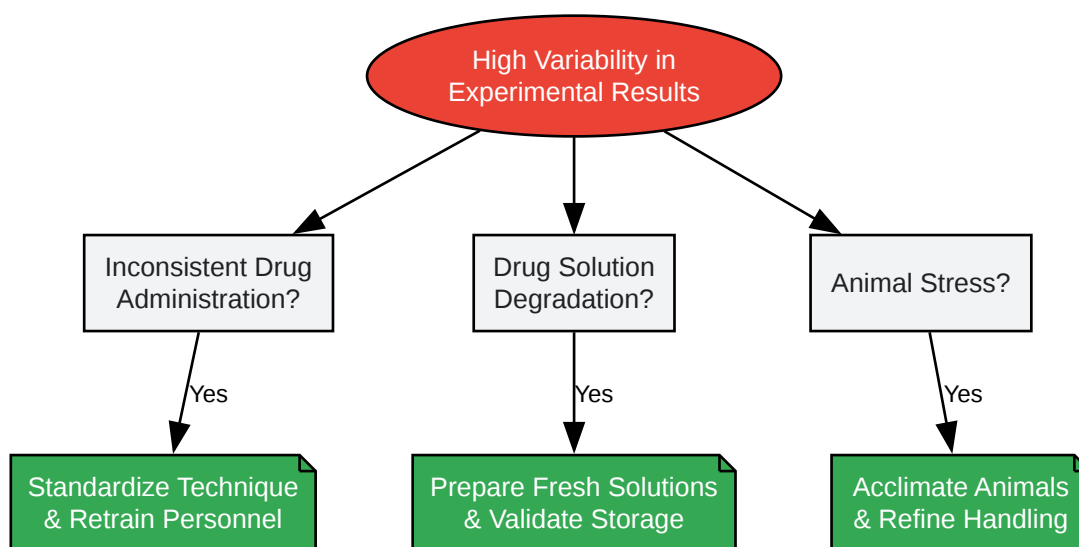 High Variability in
Experimental Results
Inconsistent Drug
Administration?
Drug Solution
Degradation?
Animal Stress?
Yes
Yes
Yes
Standardize Technique
& Retrain Personnel
Prepare Fresh Solutions
& Validate Storage
Acclimate Animals
& Refine Handling